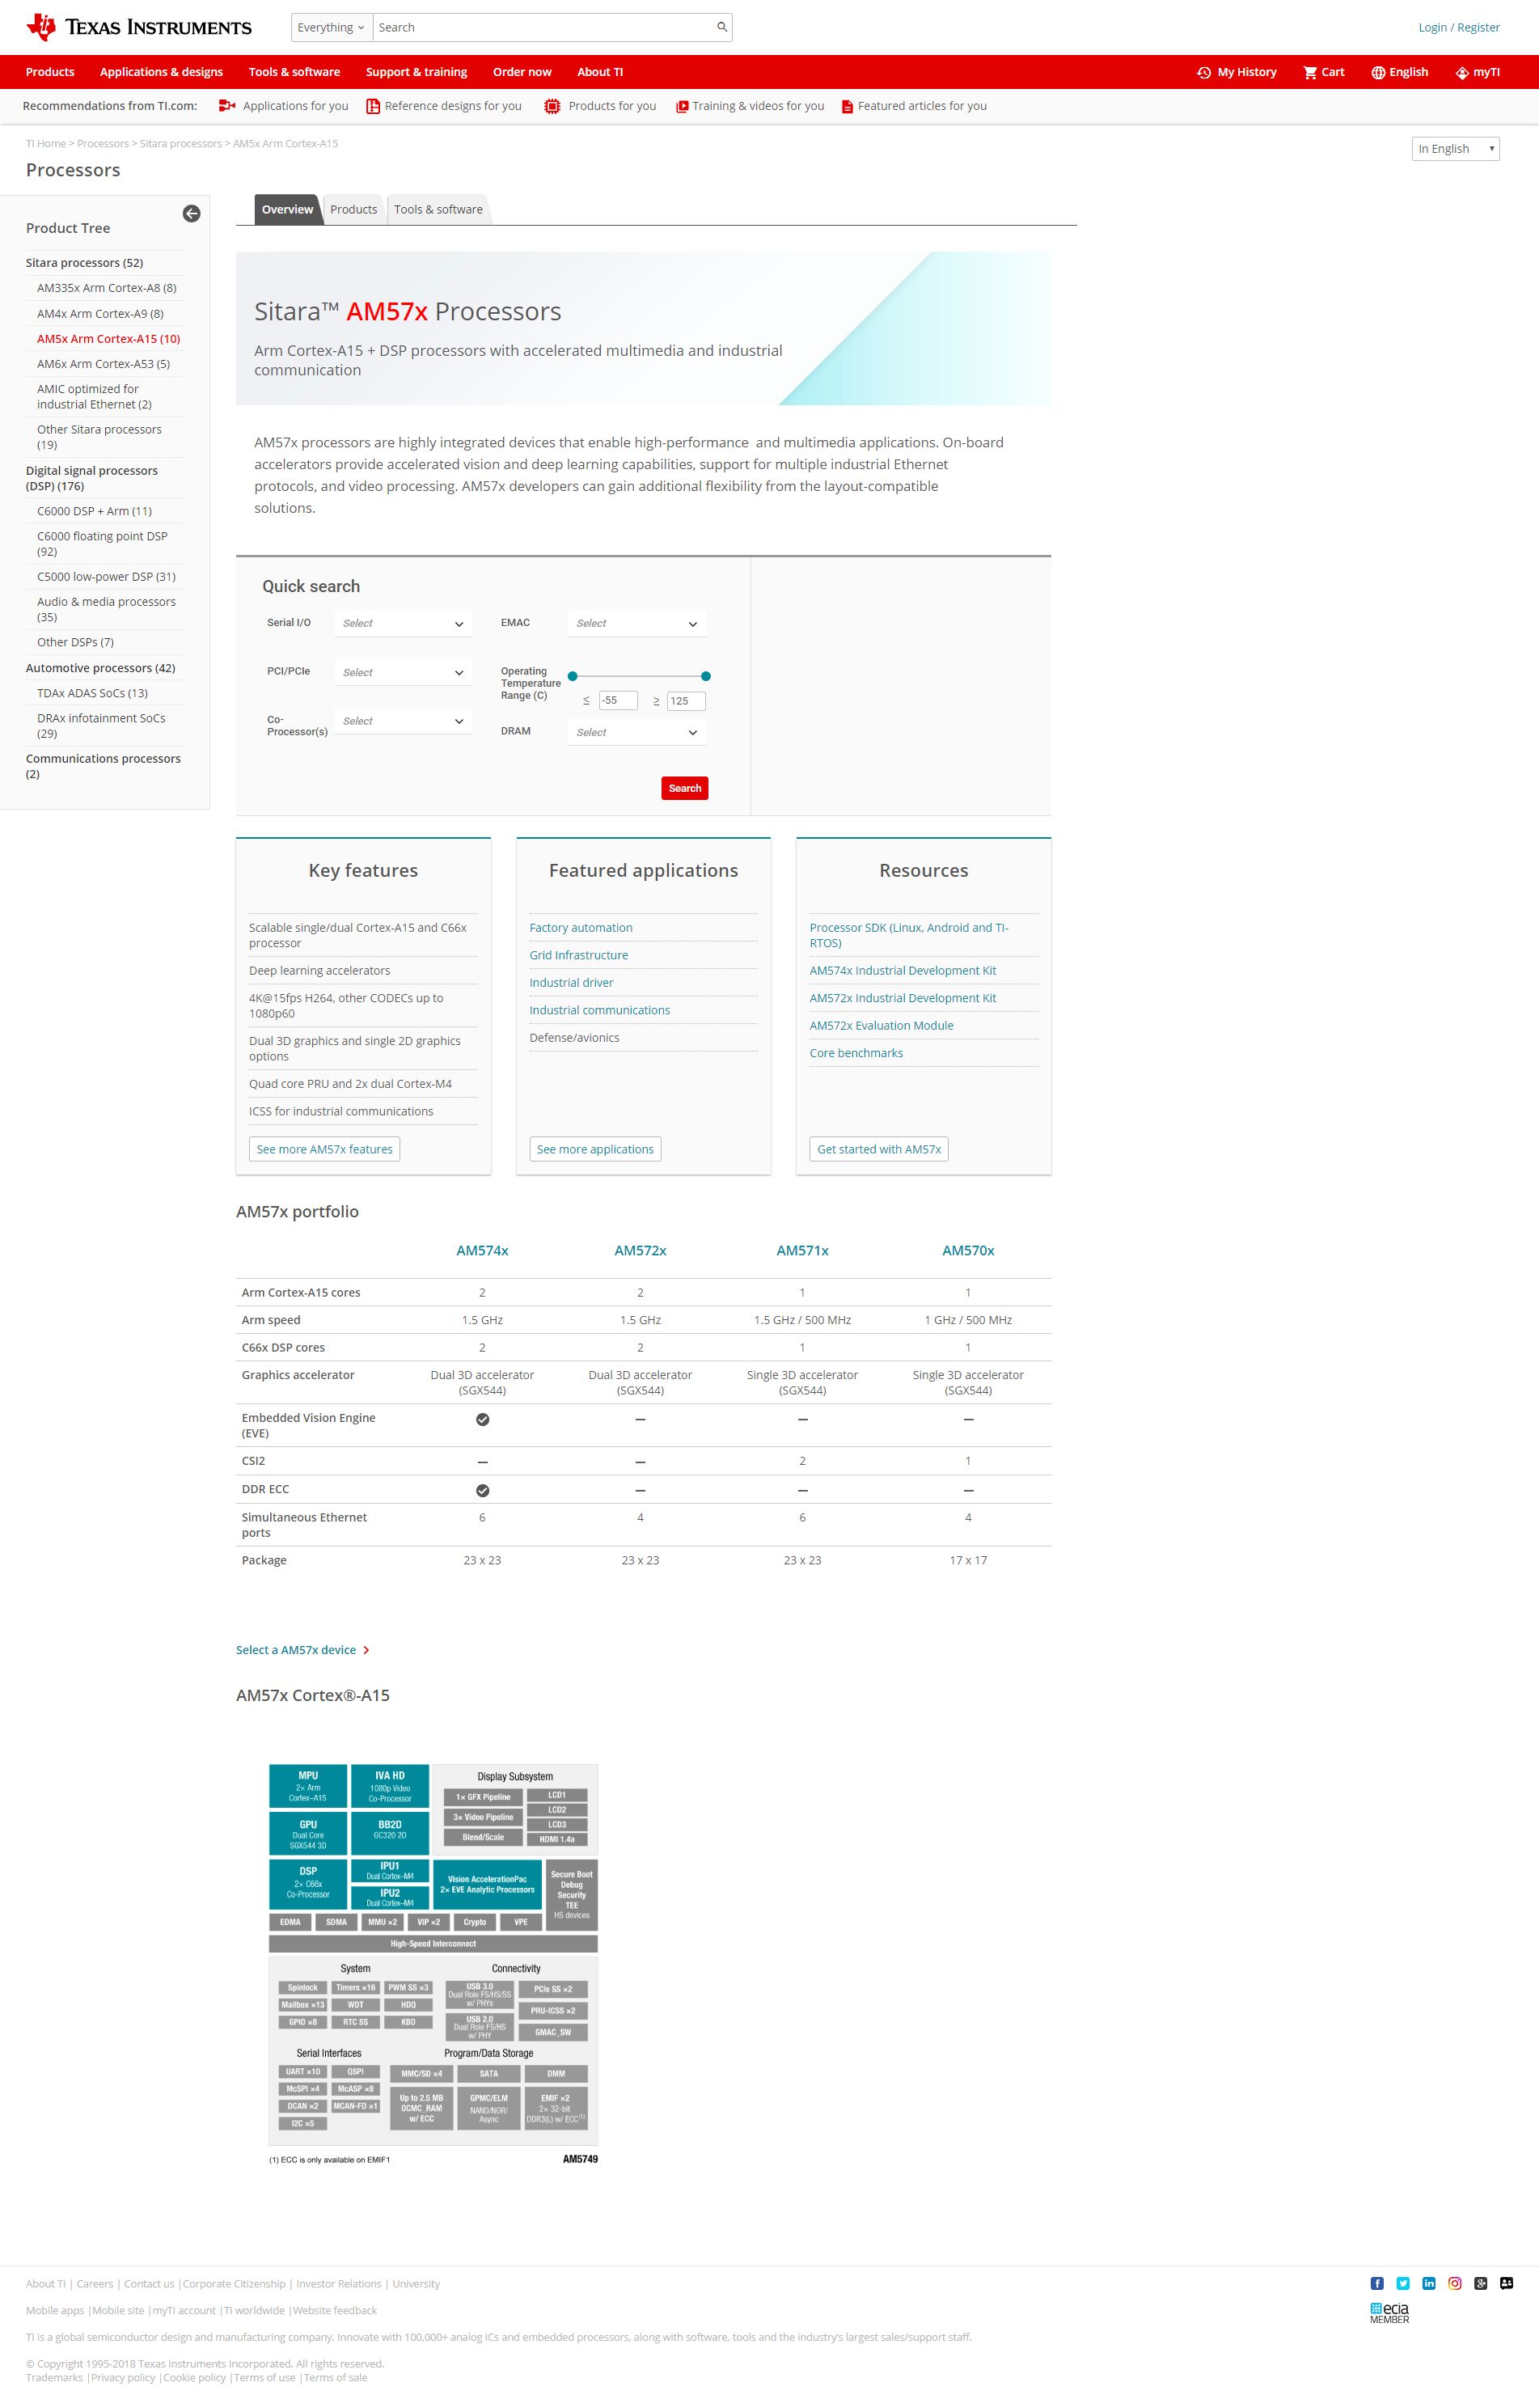 TEXAS INSTRUMENTS
Everything
Search
Login / Register
Products Applications & designs Tools & software Support & training Order now About TI
My History Cart English myTI
Recommendations from TI.com: Applications for you Reference designs for you Products for you Training & videos for you Featured articles for you
TI Home > Processors > Sitara processors > AM5x Arm Cortex-A15
In English
Processors
Product Tree
Sitara processors (52)
AM335x Arm Cortex-A8 (8)
AM4x Arm Cortex-A9 (8)
AM5x Arm Cortex-A15 (10)
AM6x Arm Cortex-A53 (5)
AMIC optimized for
industrial Ethernet (2)
Other Sitara processors
(19)
Digital signal processors
(DSP) (176)
C6000 DSP + Arm (11)
C6000 floating point DSP
(92)
C5000 low-power DSP (31)
Audio & media processors
(35)
Other DSPs (7)
Automotive processors (42)
TDAx ADAS SoCs (13)
DRAx infotainment SoCs
(29)
Communications processors
(2)
Overview Products Tools & software
Sitara™ AM57x Processors
Arm Cortex-A15 + DSP processors with accelerated multimedia and industrial
communication
AM57x processors are highly integrated devices that enable high-performance and multimedia applications. On-board
accelerators provide accelerated vision and deep learning capabilities, support for multiple industrial Ethernet
protocols, and video processing. AM57x developers can gain additional flexibility from the layout-compatible
solutions.
Quick search
Serial I/O Select
EMAC Select
PCI/PCIe Select
Operating
Temperature
Range (C)
≤ -55 ≥ 125
Co-
Processor(s) Select
DRAM Select
Search
Key features
Scalable single/dual Cortex-A15 and C66x
processor
Deep learning accelerators
4K@15fps H264, other CODECs up to
1080p60
Dual 3D graphics and single 2D graphics
options
Quad core PRU and 2x dual Cortex-M4
ICSS for industrial communications
See more AM57x features
Featured applications
Factory automation
Grid Infrastructure
Industrial driver
Industrial communications
Defense/avionics
See more applications
Resources
Processor SDK (Linux, Android and TI-
RTOS)
AM574x Industrial Development Kit
AM572x Industrial Development Kit
AM572x Evaluation Module
Core benchmarks
Get started with AM57x
AM57x portfolio
AM574x AM572x AM571x AM570x
Arm Cortex-A15 cores 2 2 1 1
Arm speed 1.5 GHz 1.5 GHz 1.5 GHz / 500 MHz 1 GHz / 500 MHz
C66x DSP cores 2 2 1 1
Graphics accelerator Dual 3D accelerator Dual 3D accelerator Single 3D accelerator Single 3D accelerator
(SGX544) (SGX544) (SGX544) (SGX544)
Embedded Vision Engine — — —
(EVE)
CSI2 — — 2 1
DDR ECC — — —
Simultaneous Ethernet 6 4 6 4
ports
Package 23 x 23 23 x 23 23 x 23 17 x 17
Select a AM57x device
AM57x Cortex®-A15
MPU
2× Arm
Cortex–A15
IVA HD
1080p Video
Co-Processor
Display Subsystem
1× GFX Pipeline
3× Video Pipeline
Blend/Scale
LCD1
LCD2
LCD3
HDMI 1.4a
GPU
Dual Core
SGX544 3D
BB2D
GC320 2D
DSP
2× C66x
Co-Processor
IPU1
Dual Cortex–M4
IPU2
Dual Cortex–M4
Vision AccelerationPac
2× EVE Analytic Processors
Secure Boot
Debug
Security
TEE
HS devices
EDMA SDMA MMU ×2 VIP ×2 Crypto VPE
High-Speed Interconnect
System
Spinlock Timers ×16 PWM SS ×3
Mailbox ×13 WDT HDQ
GPIO ×8 RTC SS KBD
Connectivity
USB 3.0
Dual Role FS/HS/SS
w/ PHYs
USB 2.0
Dual Role FS/HS
w/ PHY
PCIe SS ×2
PRU-ICSS ×2
GMAC_SW
Serial Interfaces
UART ×10 QSPI
McSPI ×4 McASP ×8
DCAN ×2 MCAN-FD ×1
I2C ×5
Program/Data Storage
MMC/SD ×4 SATA DMM
Up to 2.5 MB
OCMC_RAM
w/ ECC
GPMC/ELM
NAND/NOR/
Async
EMIF ×2
2× 32-bit
DDR3(L) w/ ECC(1)
(1) ECC is only available on EMIF1
AM5749
About TI | Careers | Contact us |Corporate Citizenship | Investor Relations | University
Mobile apps |Mobile site |myTI account |TI worldwide |Website feedback
ecia
MEMBER
TI is a global semiconductor design and manufacturing company. Innovate with 100,000+ analog ICs and embedded processors, along with software, tools and the industry's largest sales/support staff.
© Copyright 1995-2018 Texas Instruments Incorporated. All rights reserved.
Trademarks |Privacy policy |Cookie policy |Terms of use |Terms of sale